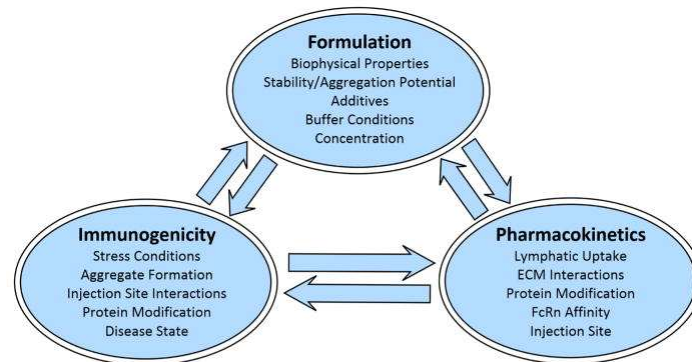 Formulation
Biophysical Properties
Stability/Aggregation Potential
Additives
Buffer Conditions
Concentration
Immunogenicity
Stress Conditions
Aggregate Formation
Injection Site Interactions
Protein Modification
Disease State
Pharmacokinetics
Lymphatic Uptake
ECM Interactions
Protein Modification
FcRn Affinity
Injection Site